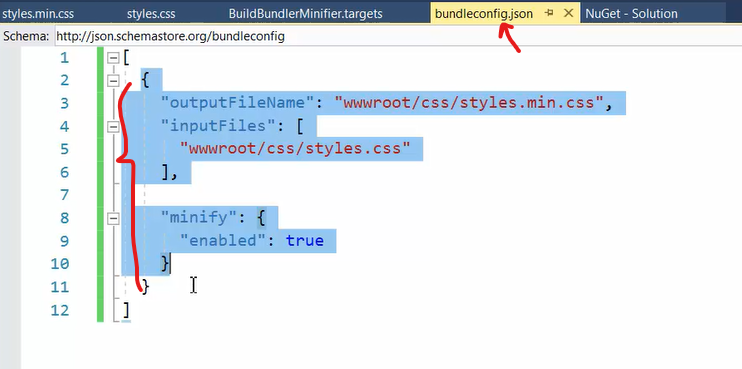 styles.min.css styles.css BuildBundlerMinifier.targets bundleconfig.json NuGet - Solution
Schema: http://json.schemastore.org/bundleconfig
1 [
2 {
3 "outputFileName": "wwwroot/css/styles.min.css",
4 "inputFiles": [
5 "wwwroot/css/styles.css"
6 ],
7
8 "minify": {
9 "enabled": true
10 }
11 }
12 ]